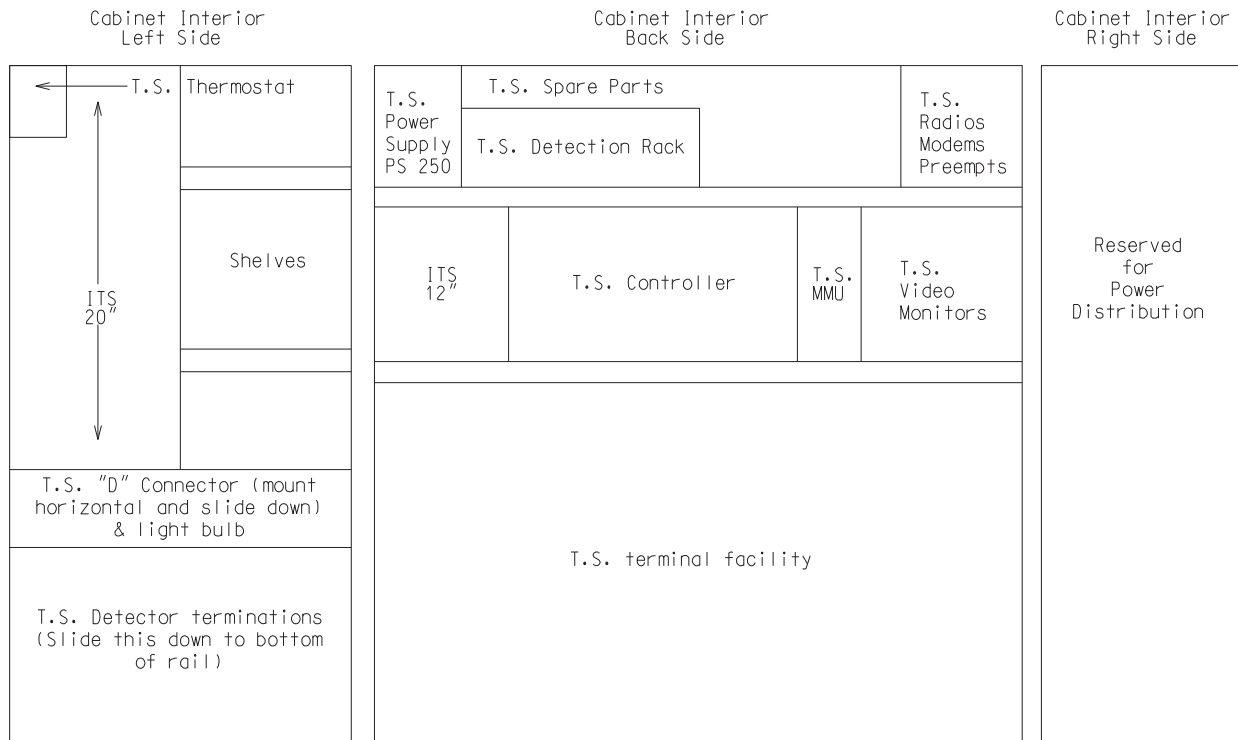 Cabinet Interior
Left Side
T.S. Thermostat
ITS
20"
Shelves
T.S. "D" Connector (mount
horizontal and slide down)
& light bulb
T.S. Detector terminations
(Slide this down to bottom
of rail)
Cabinet Interior
Back Side
T.S.
Power
Supply
PS 250
T.S. Spare Parts
T.S. Detection Rack
T.S.
Radios
Modems
Preempts
ITS
12"
T.S. Controller
T.S.
MMU
T.S.
Video
Monitors
T.S. terminal facility
Cabinet Interior
Right Side
Reserved
for
Power
Distribution